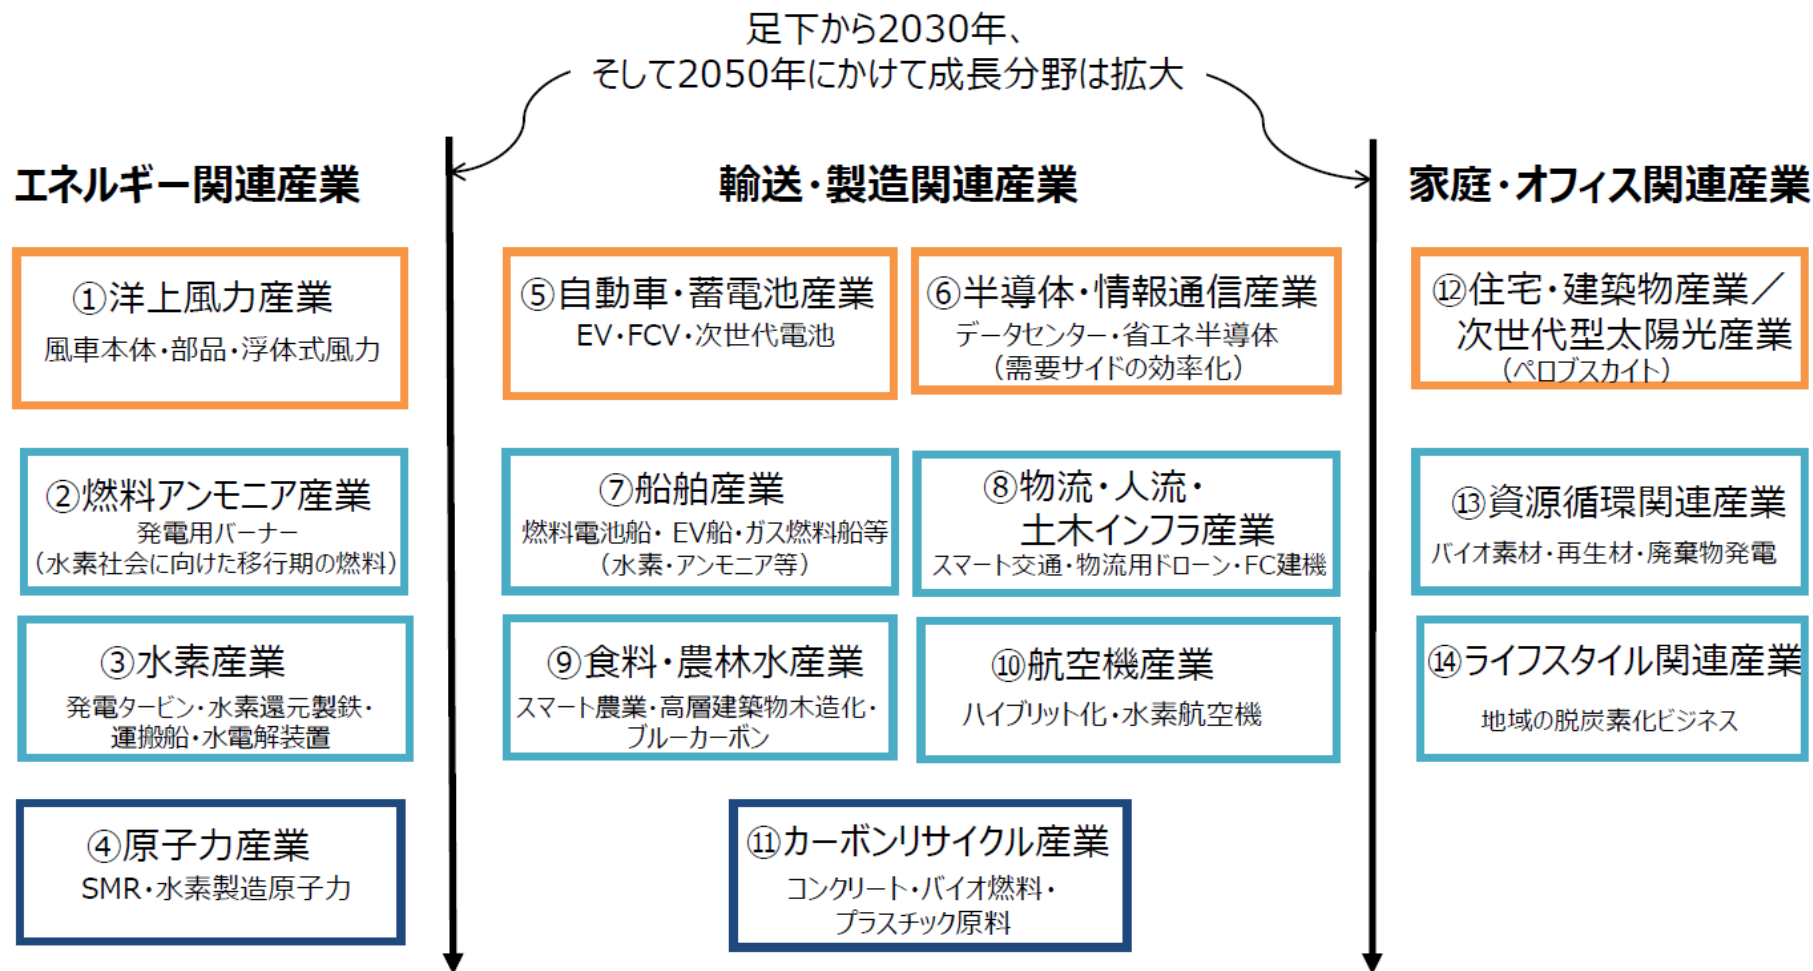 足下から2030年、
そして2050年にかけて成長分野は拡大
エネルギー関連産業
輸送・製造関連産業
家庭・オフィス関連産業
①洋上風力産業
風車本体・部品・浮体式風力
⑤自動車・蓄電池産業
EV・FCV・次世代電池
⑥半導体・情報通信産業
データセンター・省エネ半導体
（需要サイドの効率化）
⑫住宅・建築物産業／
次世代型太陽光産業
（ペロブスカイト）
②燃料アンモニア産業
発電用バーナー
（水素社会に向けた移行期の燃料）
⑦船舶産業
燃料電池船・EV船・ガス燃料船等
（水素・アンモニア等）
⑧物流・人流・
土木インフラ産業
スマート交通・物流用ドローン・FC建機
⑬資源循環関連産業
バイオ素材・再生材・廃棄物発電
③水素産業
発電タービン・水素還元製鉄・
運搬船・水電解装置
⑨食料・農林水産業
スマート農業・高層建築物木造化・
ブルーカーボン
⑩航空機産業
ハイブリット化・水素航空機
⑭ライフスタイル関連産業
地域の脱炭素化ビジネス
④原子力産業
SMR・水素製造原子力
⑪カーボンリサイクル産業
コンクリート・バイオ燃料・
プラスチック原料